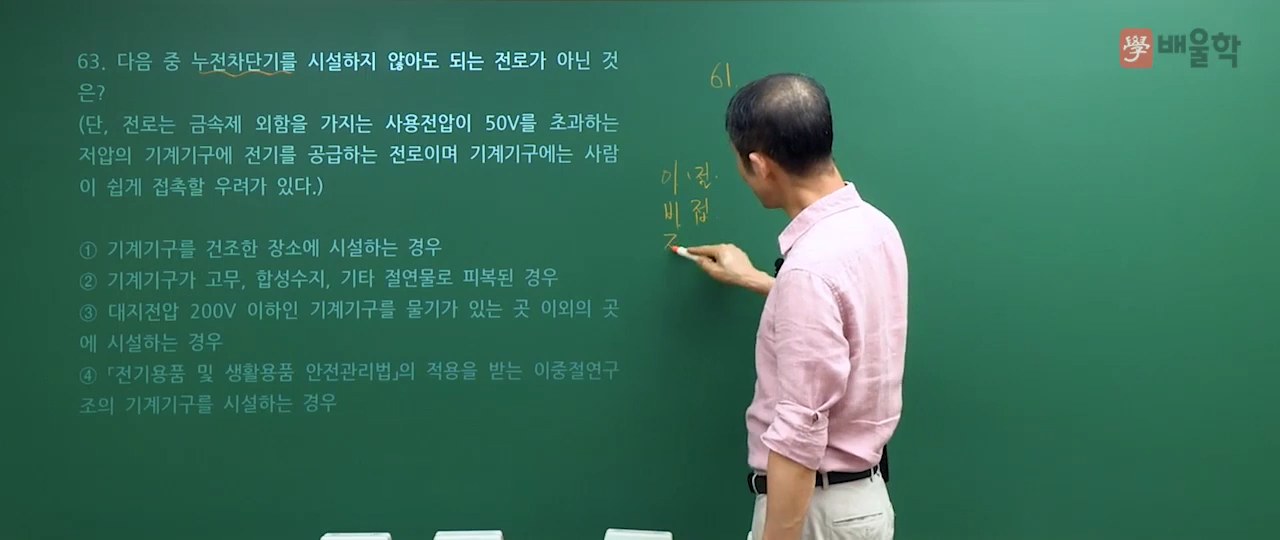 學 배울학
63. 다음 중 누전차단기를 시설하지 않아도 되는 전로가 아닌 것
은?
(단, 전로는 금속제 외함을 가지는 사용전압이 50V를 초과하는
저압의 기계기구에 전기를 공급하는 전로이며 기계기구에는 사람
이 쉽게 접촉할 우려가 있다.)
① 기계기구를 건조한 장소에 시설하는 경우
② 기계기구가 고무, 합성수지, 기타 절연물로 피복된 경우
③ 대지전압 200V 이하인 기계기구를 물기가 있는 곳 이외의 곳
에 시설하는 경우
④ 「전기용품 및 생활용품 안전관리법」의 적용을 받는 이중절연구
조의 기계기구를 시설하는 경우
61
이·절.
비 접.